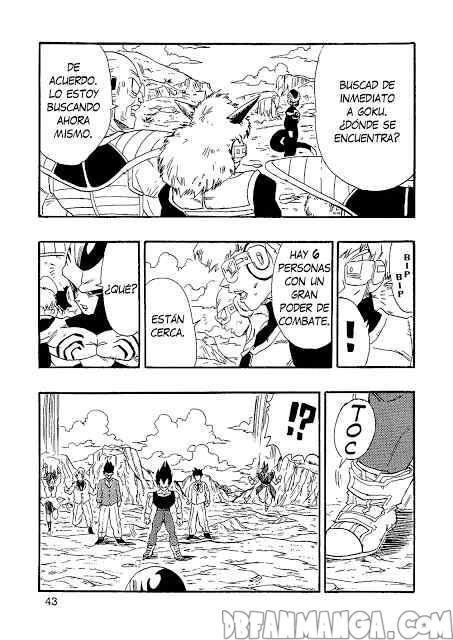 BUSCAD DE
INMEDIATO
A GOKU.
¿DÓNDE SE
ENCUENTRA?
DE
ACUERDO.
LO ESTOY
BUSCANDO
AHORA
MISMO.
BIP
BIP
!
HAY 6
PERSONAS
CON UN
GRAN
PODER DE
COMBATE.
ESTÁN
CERCA.
¿QUÉ?
TOC
!?
43
DBFANMANGA.COM